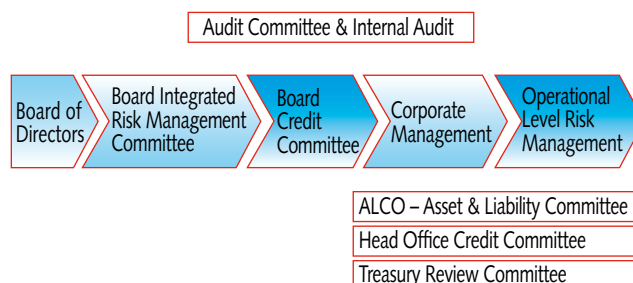 Audit Committee & Internal Audit
Board of
Directors
Board Integrated
Risk Management
Committee
Board
Credit
Committee
Corporate
Management
Operational
Level Risk
Management
ALCO – Asset & Liability Committee
Head Office Credit Committee
Treasury Review Committee